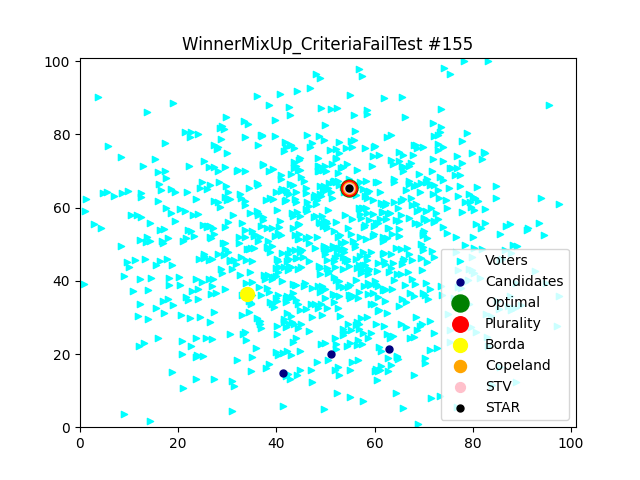 WinnerMixUp_CriteriaFailTest #155
100
80
60
40
20
0
0
20
40
60
80
100
Voters
Candidates
Optimal
Plurality
Borda
Copeland
STV
STAR